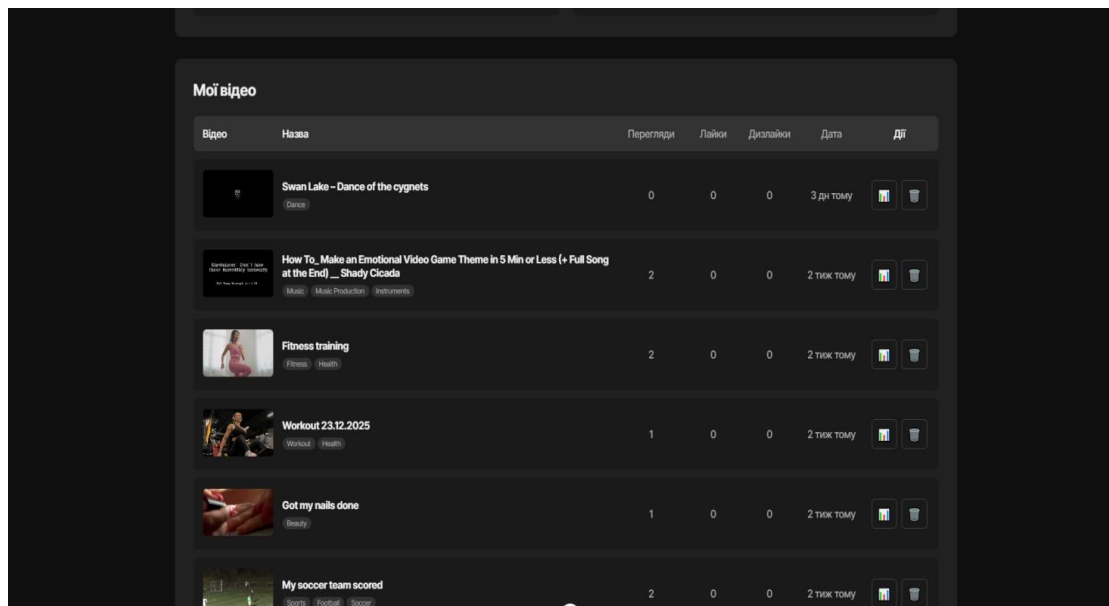 Мої відео
Відео Назва Перегляди Лайки Дизлайки Дата Дії
Swan Lake – Dance of the cygnets
Dance
0 0 0 3 дн тому
How To_ Make an Emotional Video Game Theme in 5 Min or Less (+ Full Song
at the End) __ Shady Cicada
Music Music Production Instruments
2 0 0 2 тиж тому
Fitness training
Fitness Health
2 0 0 2 тиж тому
Workout 23.12.2025
Workout Health
1 0 0 2 тиж тому
Got my nails done
Beauty
1 0 0 2 тиж тому
My soccer team scored
Sports Football Soccer
2 0 0 2 тиж тому